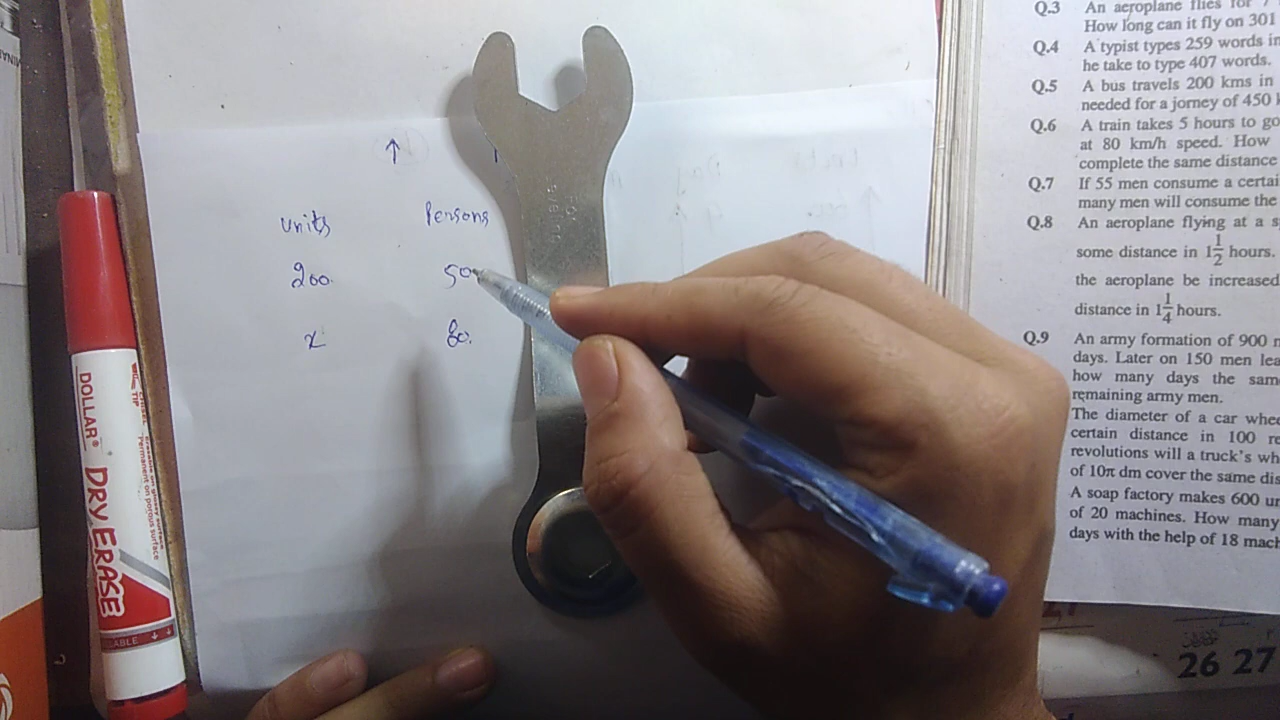 ↑
units Persons
200. 50
x 80.
DOLLAR®
DRY ERASE
Q.3 An aeroplane flies for 7
How long can it fly on 301
Q.4 A typist types 259 words in
he take to type 407 words.
Q.5 A bus travels 200 kms in
needed for a jorney of 450
Q.6 A train takes 5 hours to go
at 80 km/h speed. How
complete the same distance
Q.7 If 55 men consume a certai
many men will consume the
Q.8 An aeroplane flying at a s
some distance in 1 1/2 hours.
the aeroplane be increased
distance in 1 1/4 hours.
Q.9 An army formation of 900
days. Later on 150 men lea
how many days the sam
remaining army men.
The diameter of a car whee
certain distance in 100 re
revolutions will a truck's wh
of 10π dm cover the same dis
A soap factory makes 600 un
of 20 machines. How many
days with the help of 18 mach
26 27